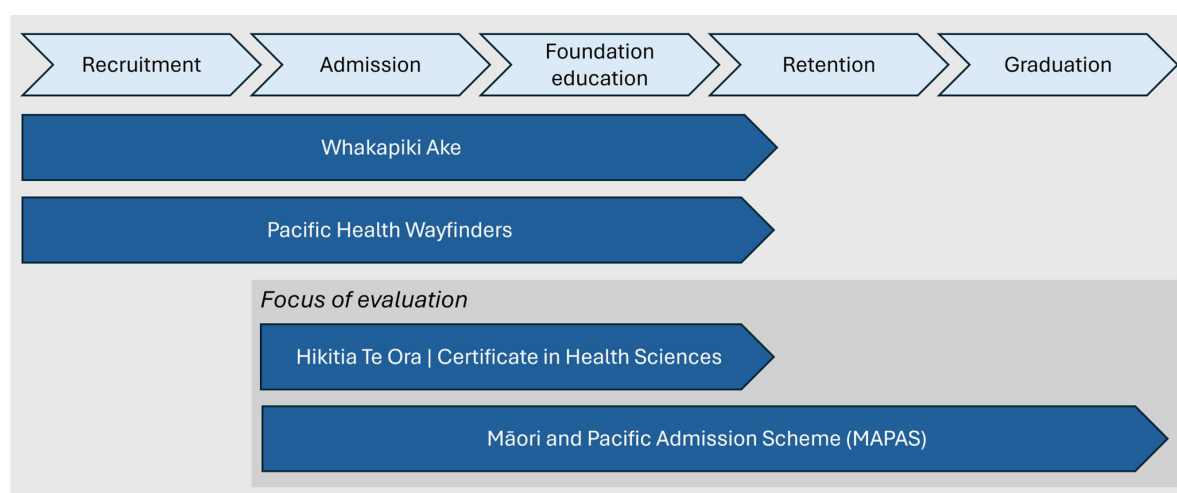 Recruitment
Admission
Foundation
education
Retention
Graduation
Whakapiki Ake
Pacific Health Wayfinders
Focus of evaluation
Hikitia Te Ora | Certificate in Health Sciences
Māori and Pacific Admission Scheme (MAPAS)